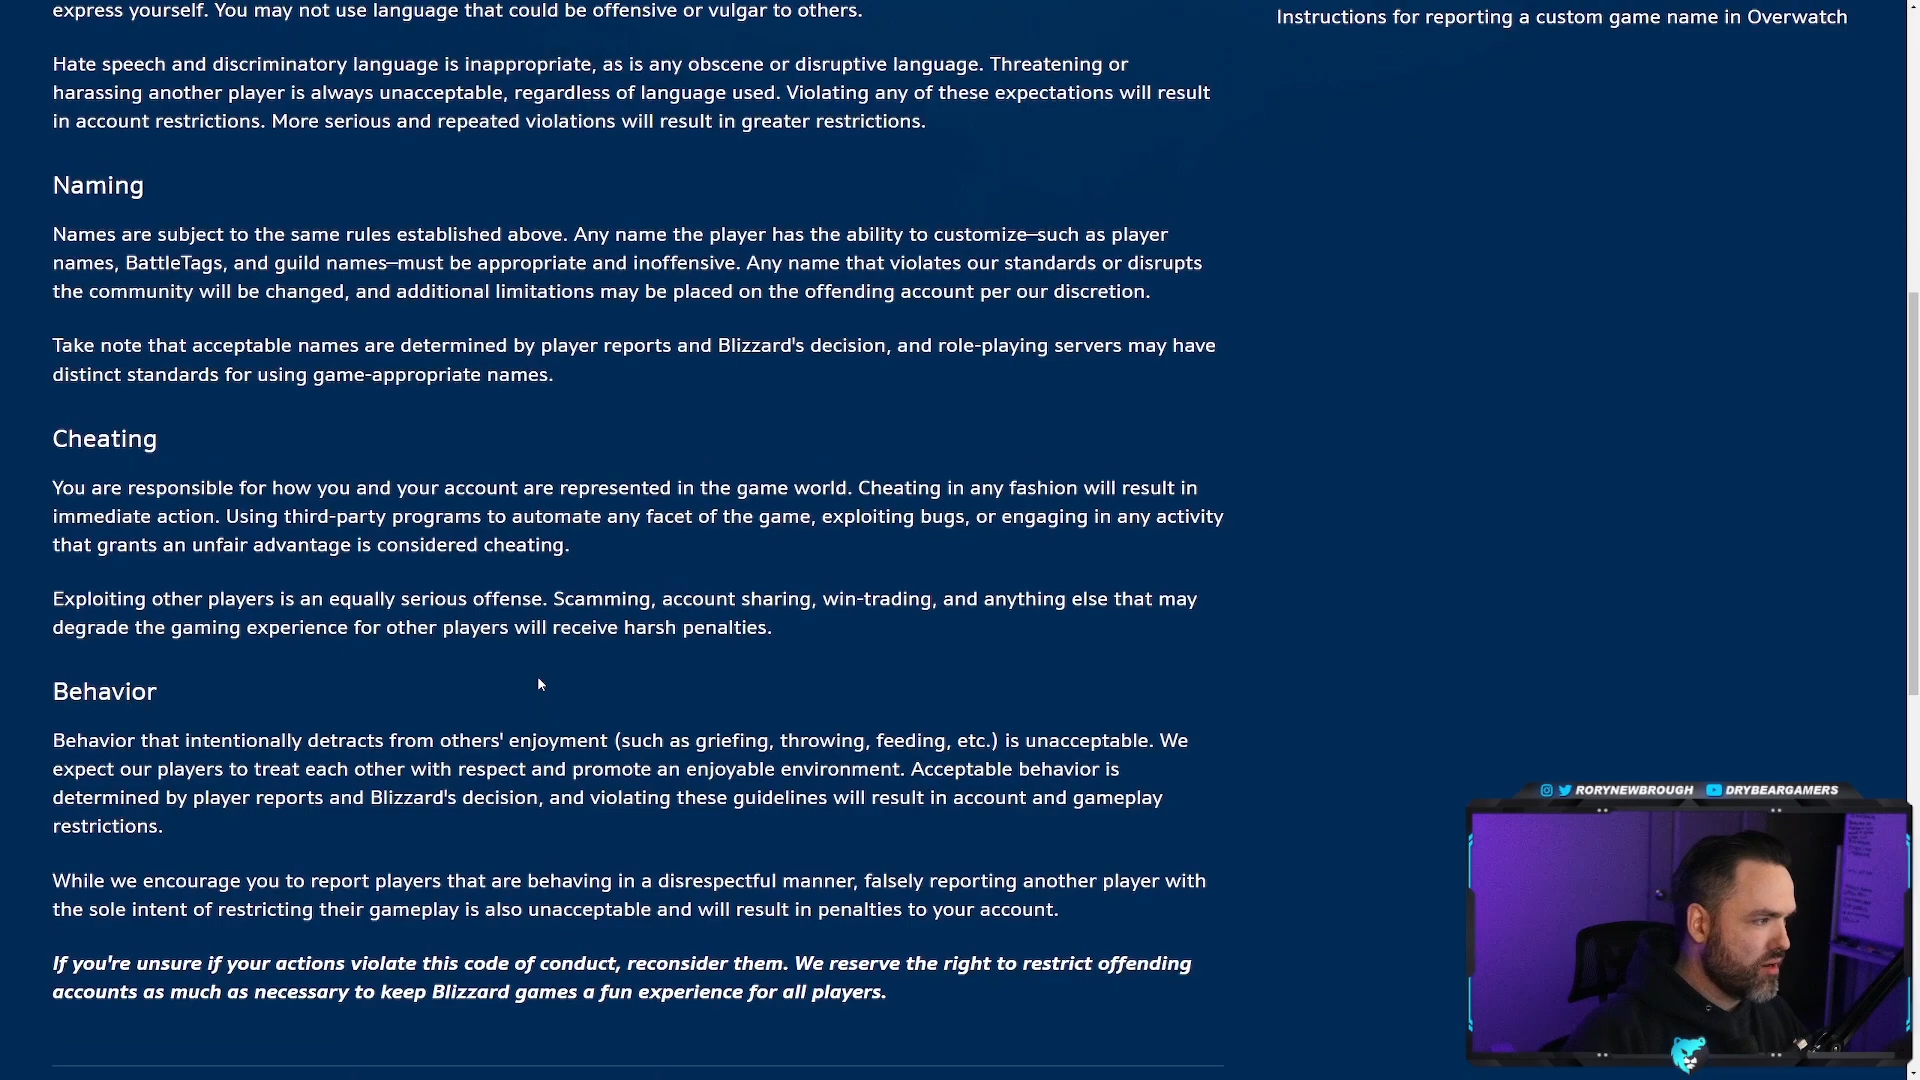 express yourself. You may not use language that could be offensive or vulgar to others.
Instructions for reporting a custom game name in Overwatch
Hate speech and discriminatory language is inappropriate, as is any obscene or disruptive language. Threatening or
harassing another player is always unacceptable, regardless of language used. Violating any of these expectations will result
in account restrictions. More serious and repeated violations will result in greater restrictions.
Naming
Names are subject to the same rules established above. Any name the player has the ability to customize—such as player
names, BattleTags, and guild names—must be appropriate and inoffensive. Any name that violates our standards or disrupts
the community will be changed, and additional limitations may be placed on the offending account per our discretion.
Take note that acceptable names are determined by player reports and Blizzard's decision, and role-playing servers may have
distinct standards for using game-appropriate names.
Cheating
You are responsible for how you and your account are represented in the game world. Cheating in any fashion will result in
immediate action. Using third-party programs to automate any facet of the game, exploiting bugs, or engaging in any activity
that grants an unfair advantage is considered cheating.
Exploiting other players is an equally serious offense. Scamming, account sharing, win-trading, and anything else that may
degrade the gaming experience for other players will receive harsh penalties.
Behavior
Behavior that intentionally detracts from others' enjoyment (such as griefing, throwing, feeding, etc.) is unacceptable. We
expect our players to treat each other with respect and promote an enjoyable environment. Acceptable behavior is
determined by player reports and Blizzard's decision, and violating these guidelines will result in account and gameplay
restrictions.
While we encourage you to report players that are behaving in a disrespectful manner, falsely reporting another player with
the sole intent of restricting their gameplay is also unacceptable and will result in penalties to your account.
If you're unsure if your actions violate this code of conduct, reconsider them. We reserve the right to restrict offending
accounts as much as necessary to keep Blizzard games a fun experience for all players.
RORYNEWBROUGH DRYBEARGAMERS